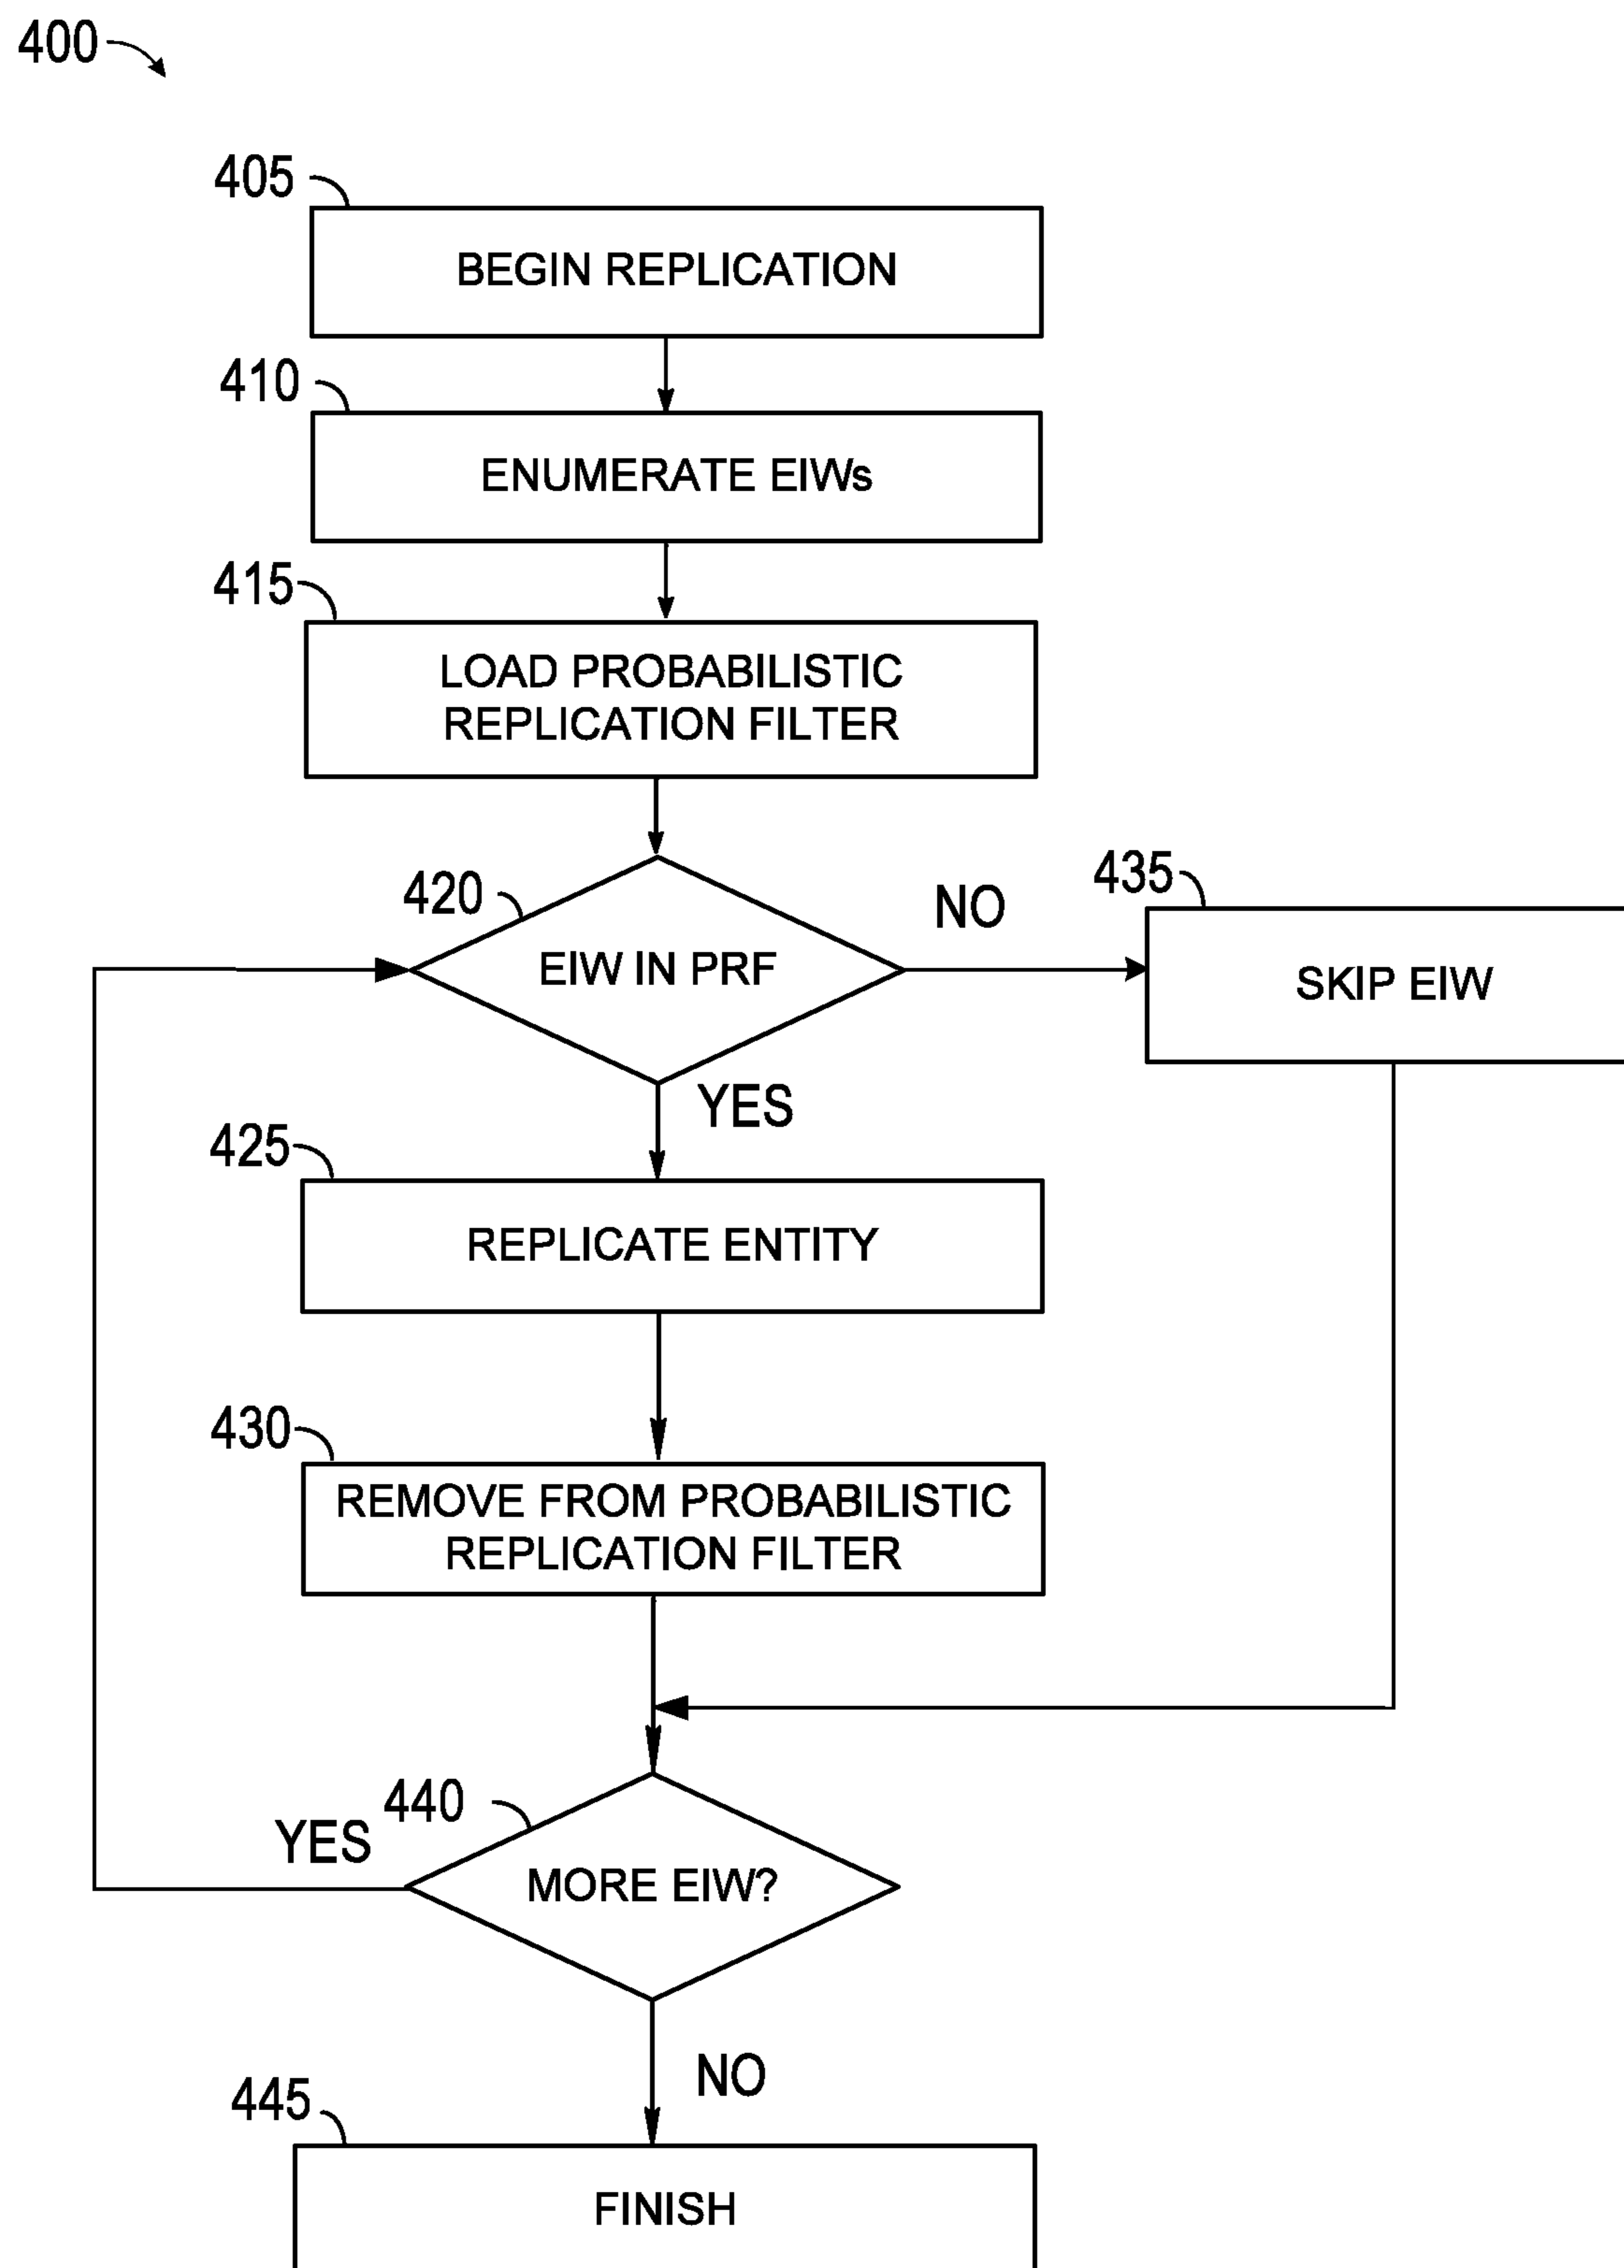 400
405
BEGIN REPLICATION
410
ENUMERATE EIWs
415
LOAD PROBABILISTIC
REPLICATION FILTER
420
EIW IN PRF
NO
435
SKIP EIW
YES
425
REPLICATE ENTITY
430
REMOVE FROM PROBABILISTIC
REPLICATION FILTER
440
YES
MORE EIW?
NO
445
FINISH